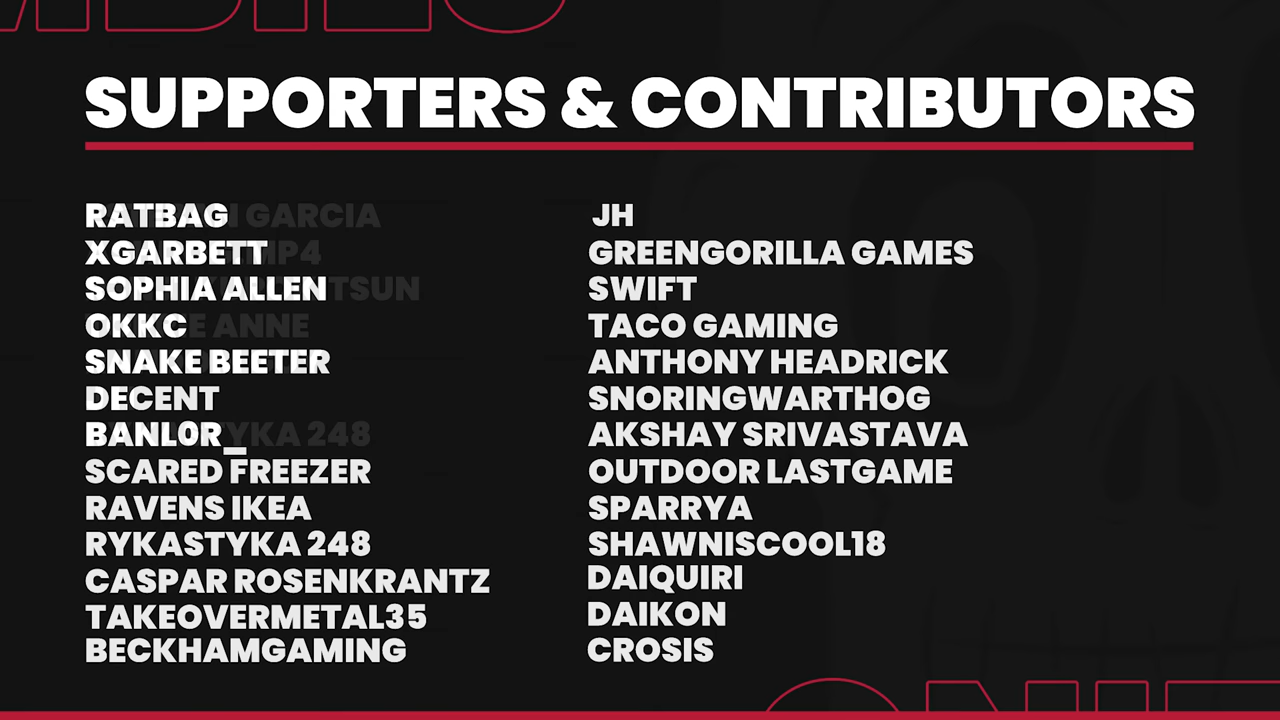 SUPPORTERS & CONTRIBUTORS
RATBAG
XGARBETT
SOPHIA ALLEN
OKKC
SNAKE BEETER
DECENT
BANL0R_
SCARED FREEZER
RAVENS IKEA
RYKASTYKA 248
CASPAR ROSENKRANTZ
TAKEOVERMETAL35
BECKHAMGAMING
JH
GREENGORILLA GAMES
SWIFT
TACO GAMING
ANTHONY HEADRICK
SNORINGWARTHOG
AKSHAY SRIVASTAVA
OUTDOOR LASTGAME
SPARRYA
SHAWNISCOOL18
DAIQUIRI
DAIKON
CROSIS